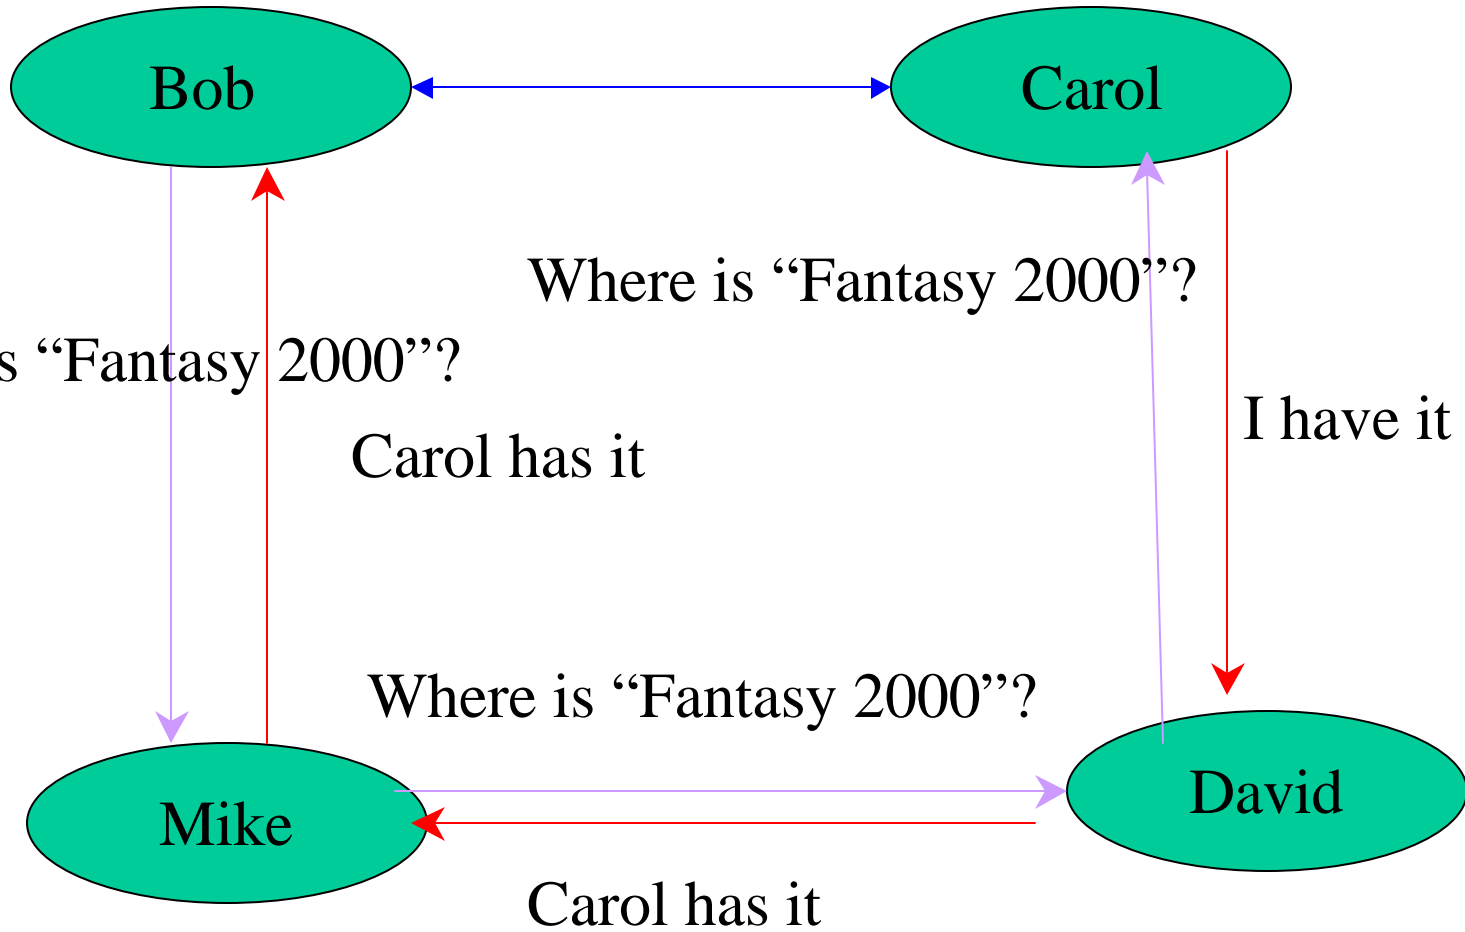 Bob
Carol
Where is “Fantasy 2000”?
s “Fantasy 2000”?
I have it
Carol has it
Where is “Fantasy 2000”?
David
Mike
Carol has it